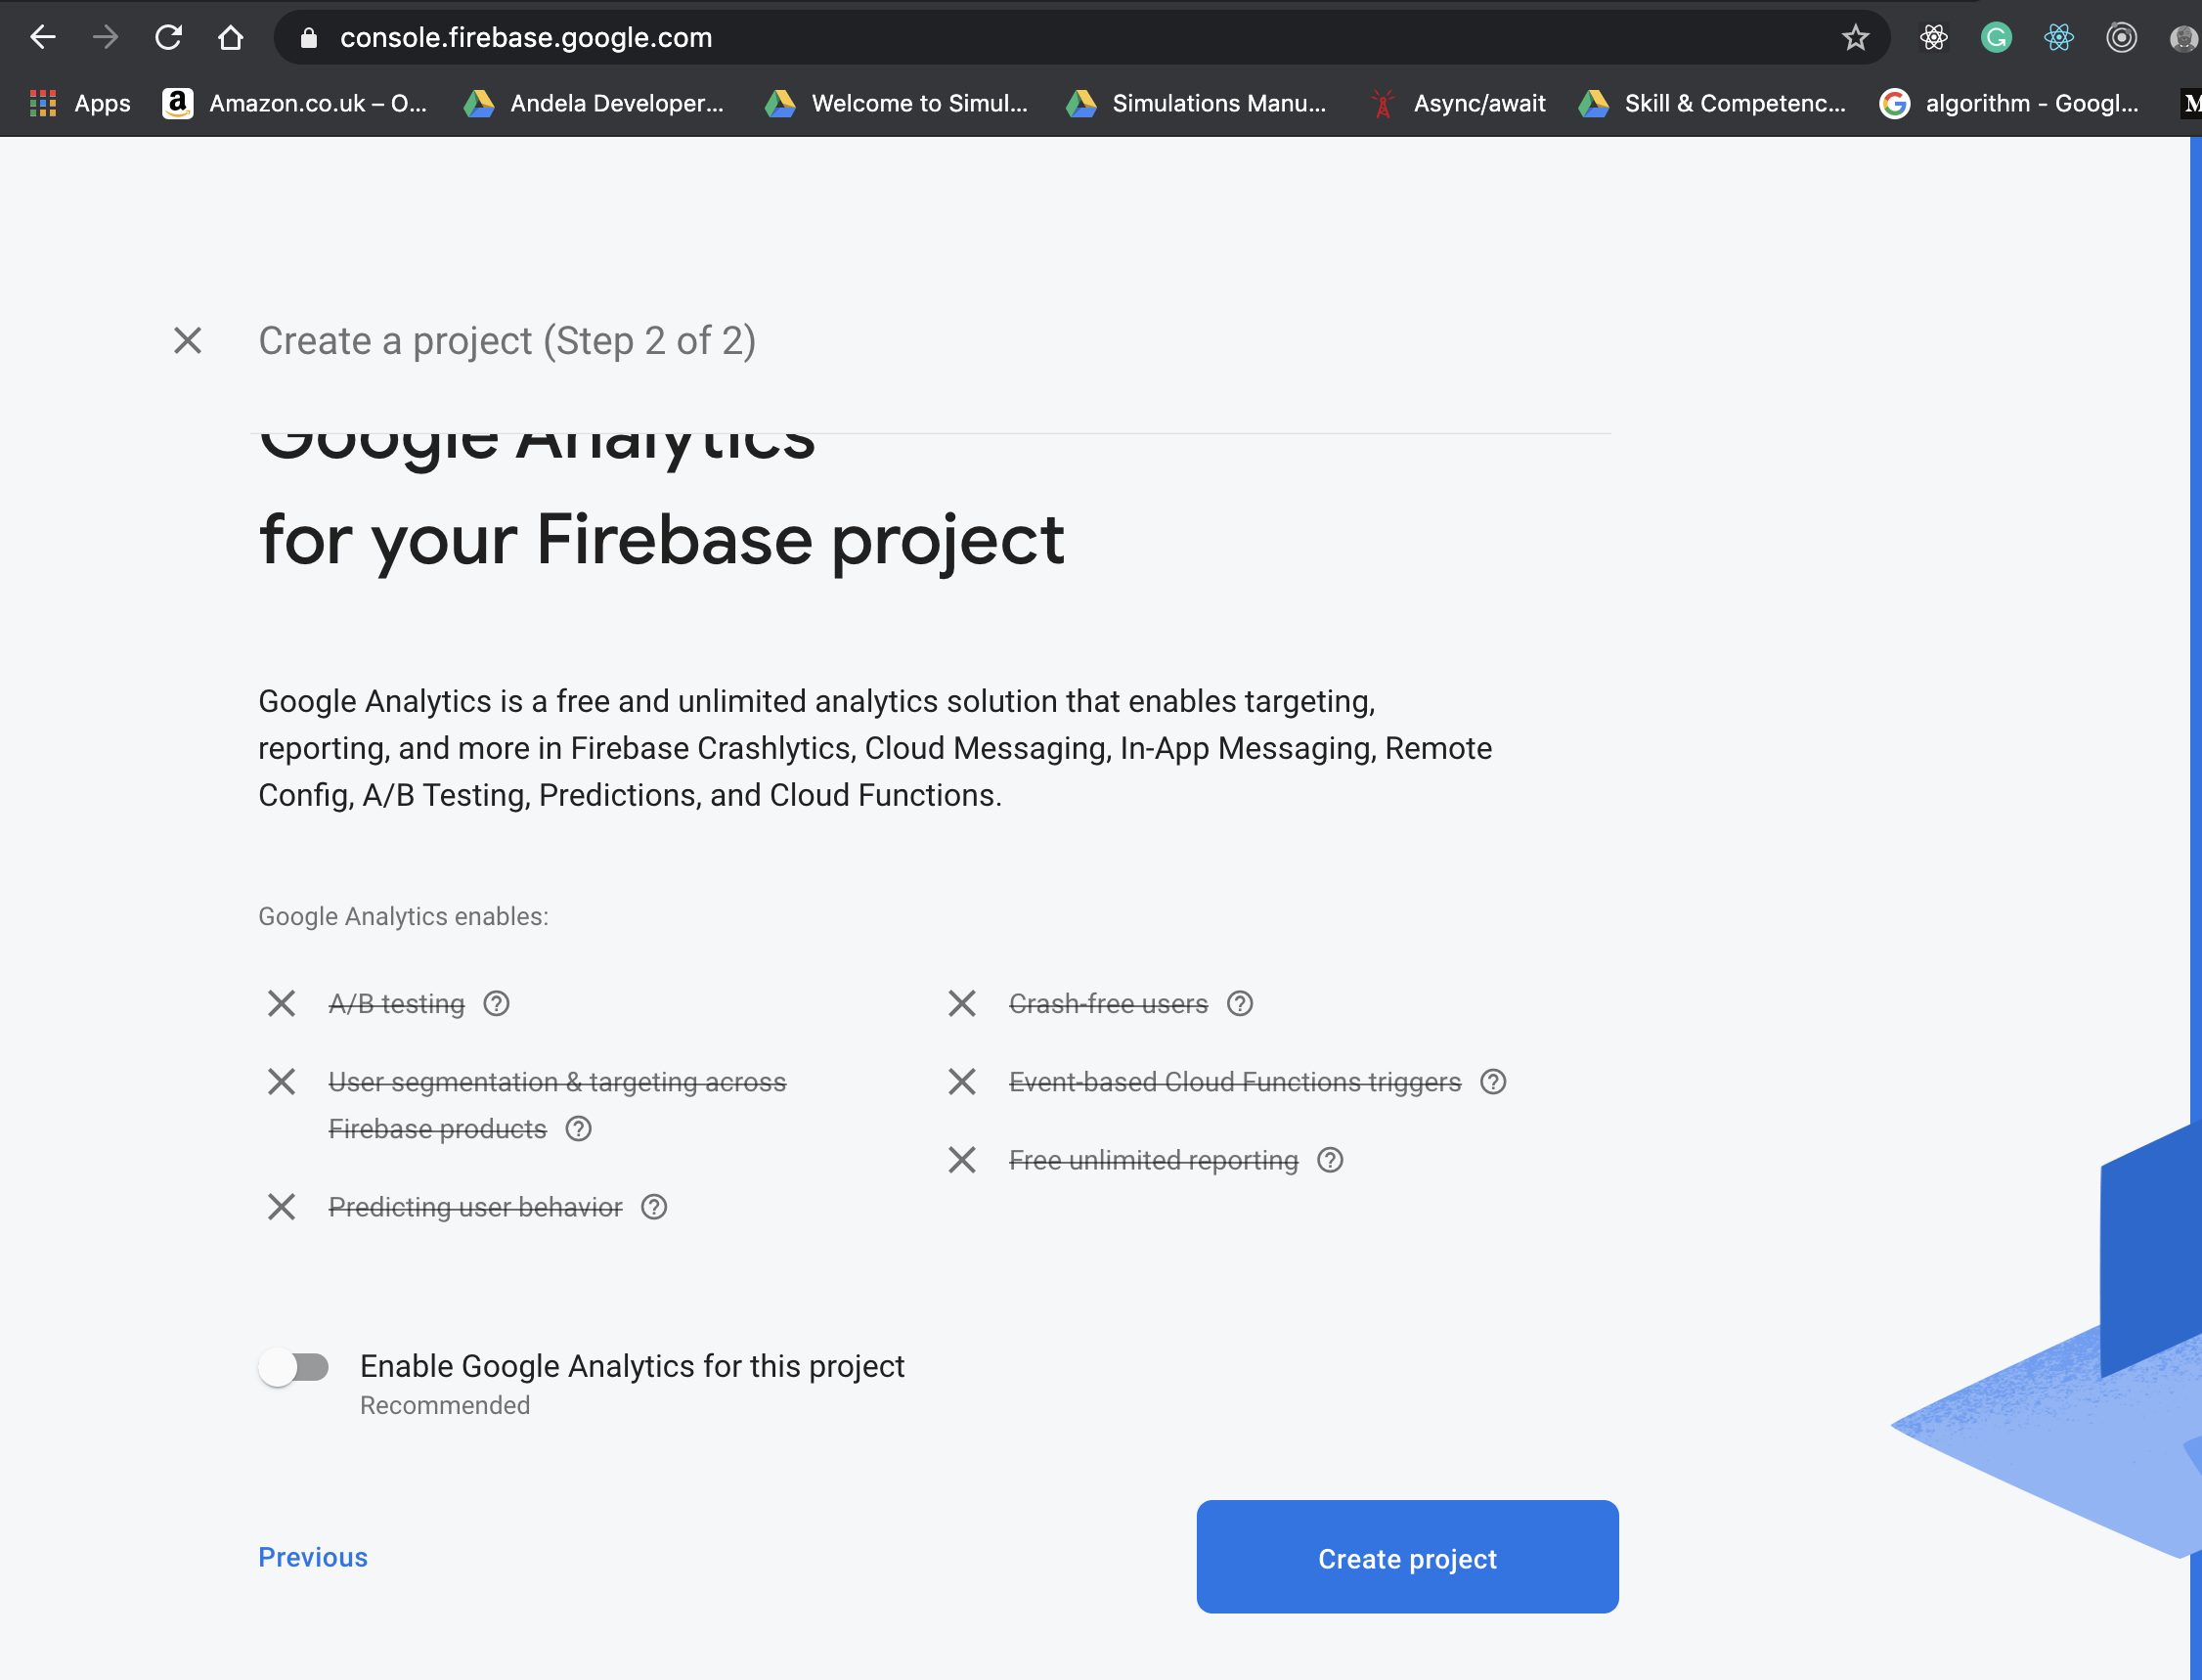 console.firebase.google.com
Apps
Amazon.co.uk – O...
Andela Developer...
Welcome to Simul...
Simulations Manu...
Async/await
Skill & Competenc...
algorithm - Googl...
M
Create a project (Step 2 of 2)
Google Analytics
for your Firebase project
Google Analytics is a free and unlimited analytics solution that enables targeting,
reporting, and more in Firebase Crashlytics, Cloud Messaging, In-App Messaging, Remote
Config, A/B Testing, Predictions, and Cloud Functions.
Google Analytics enables:
A/B testing
User segmentation & targeting across
Firebase products
Predicting user behavior
Crash-free users
Event-based Cloud Functions triggers
Free unlimited reporting
Enable Google Analytics for this project
Recommended
Previous
Create project